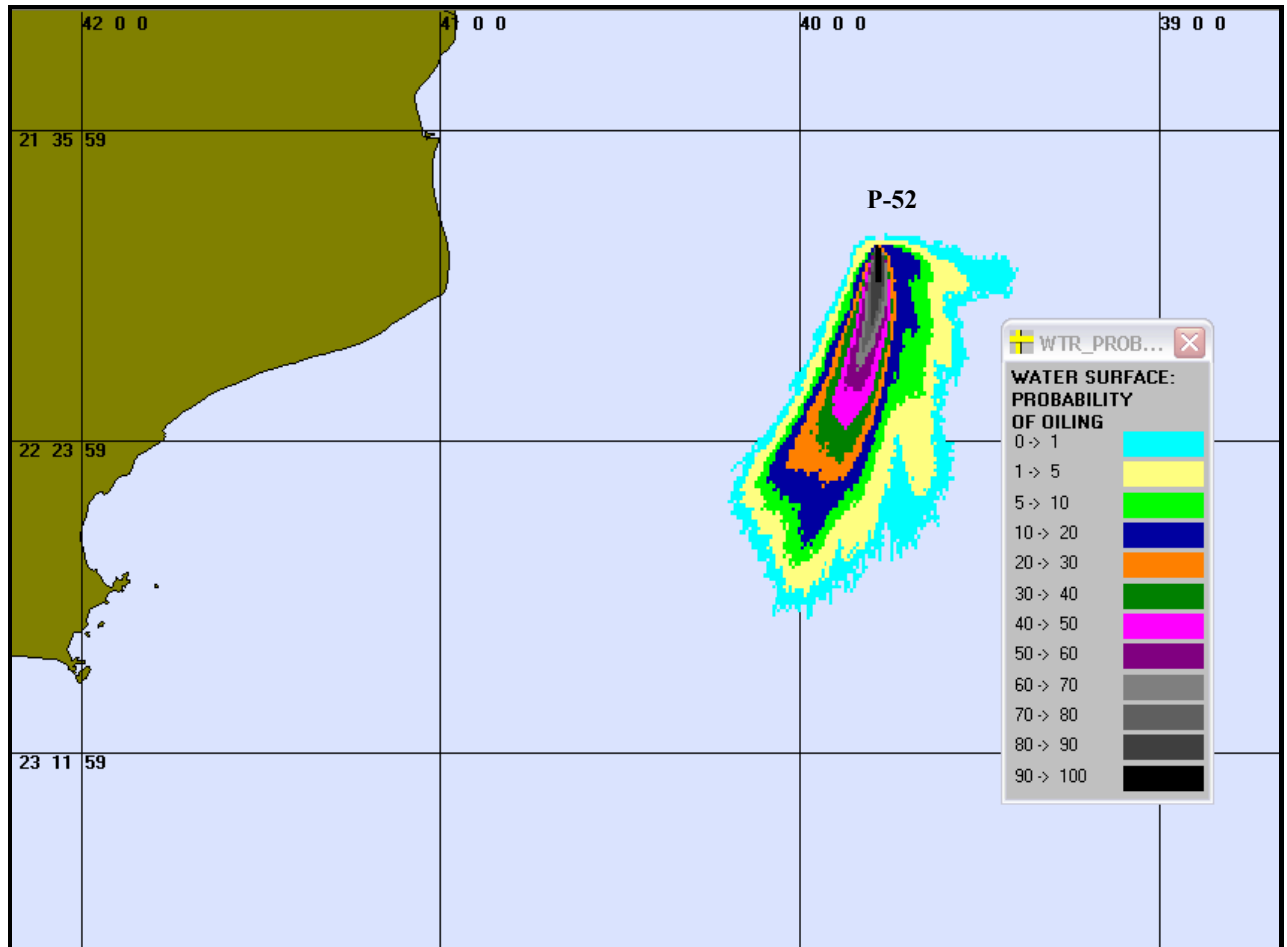 42 0 0
41 0 0
40 0 0
39 0 0
21 35 59
P-52
WTR_PROB...
WATER SURFACE:
PROBABILITY
OF OILING
0 -> 1
1 -> 5
22 23 59
5 -> 10
10 -> 20
20 -> 30
30 -> 40
40 -> 50
50 -> 60
60 -> 70
70 -> 80
80 -> 90
23 11 59
90 -> 100